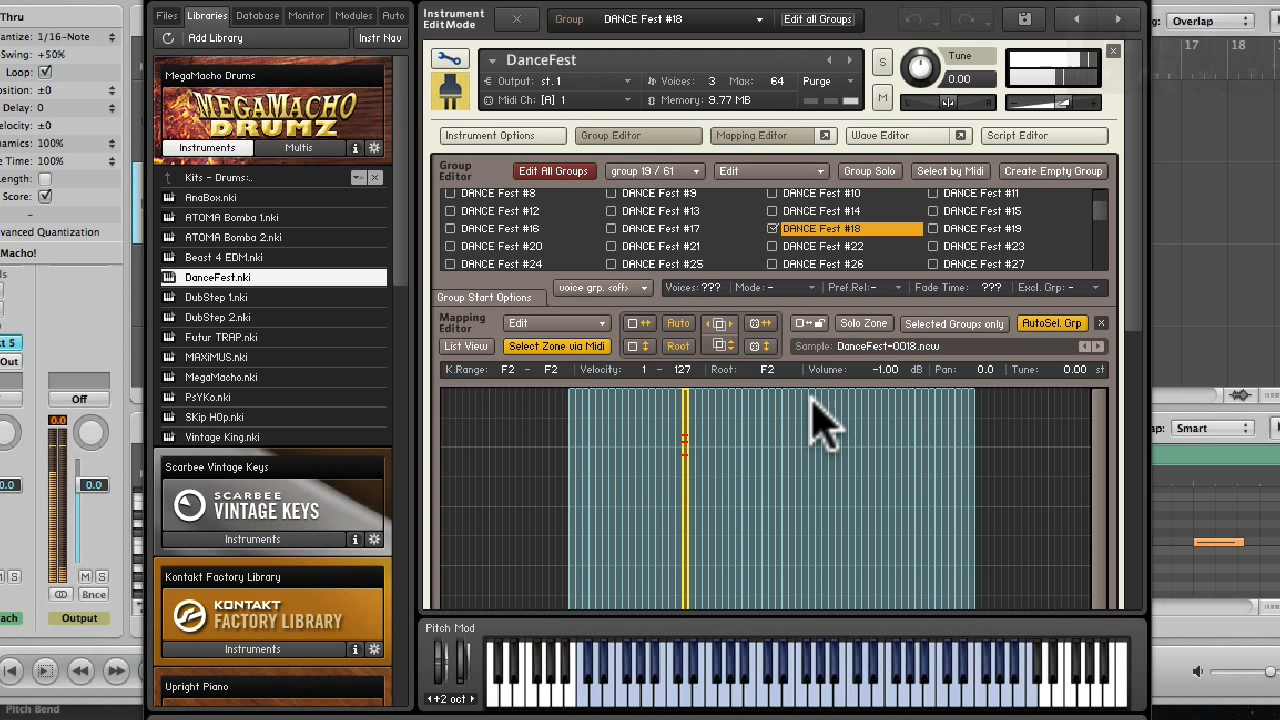 Thru
antize: 1/16-Note
Swing: +50%
Loop:
position: ±0
Delay: 0
elocity: ±0
ynamics: 100%
e Time: 100%
Length:
Score:
vanced Quantization
Macho!
ct 5
Out
Off
0.0
0.0
0.0
M S
Bnce
ach
Output
Pitch Bend
Files
Libraries
Database
Monitor
Modules
Auto
Add Library
Instr Nav
MegaMacho Drums
MEGAMACHO
DRUMZ
Instruments
Multis
Kits - Drums:.
AnaBox.nki
ATOMA Bomba 1.nki
ATOMA Bomba 2.nki
Beast 4 EDM.nki
DanceFest.nki
DubStep 1.nki
DubStep 2.nki
Futur TRAP.nki
MAXiMUS.nki
MegaMacho.nki
PsYKo.nki
SKip HOp.nki
Vintage King.nki
Scarbee Vintage Keys
SCARBEE
VINTAGE KEYS
Instruments
Kontakt Factory Library
KONTAKT
FACTORY LIBRARY
Instruments
Upright Piano
Instrument
EditMode
Group
DANCE Fest #18
Edit all Groups
DanceFest
Output: st.1
Voices: 3
Max: 64
Purge
Midi Ch: [A] 1
Memory: 9.77 MB
S
M
Tune
0.00
L
R
Instrument Options
Group Editor
Mapping Editor
Wave Editor
Script Editor
Group
Editor
Edit All Groups
group 19 / 61
Edit
Group Solo
Select by Midi
Create Empty Group
DANCE Fest #8
DANCE Fest #9
DANCE Fest #10
DANCE Fest #11
DANCE Fest #12
DANCE Fest #13
DANCE Fest #14
DANCE Fest #15
DANCE Fest #16
DANCE Fest #17
DANCE Fest #18
DANCE Fest #19
DANCE Fest #20
DANCE Fest #21
DANCE Fest #22
DANCE Fest #23
DANCE Fest #24
DANCE Fest #25
DANCE Fest #26
DANCE Fest #27
Group Start Options
voice grp. <off>
Voices: ???
Mode: -
Pref.Rel: -
Fade Time: ???
Excl. Grp: -
Mapping
Editor
Edit
Auto
Solo Zone
Selected Groups only
AutoSel. Grp
List View
Select Zone via Midi
Root
Sample: DanceFest-0018.ncw
K.Range: F2 - F2
Velocity: 1 - 127
Root: F2
Volume: -1.00 dB
Pan: 0.0
Tune: 0.00 st
Pitch Mod
+2 oct
g:
Overlap
17
18
ap:
Smart